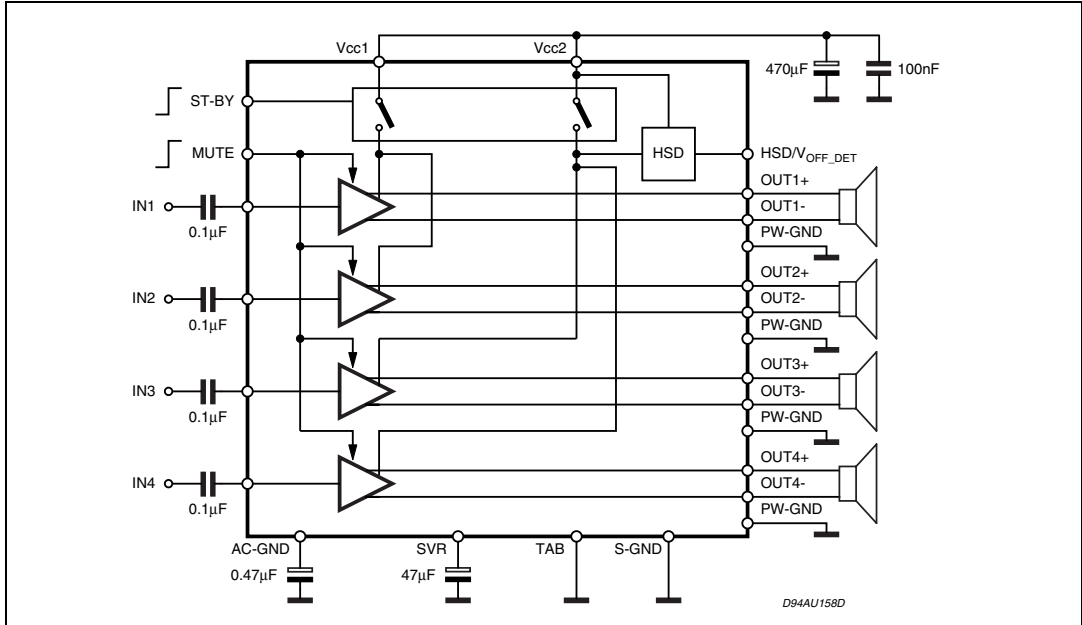 Vcc1
Vcc2
470µF
100nF
ST-BY
MUTE
HSD
HSD/VOFF_DET
OUT1+
IN1
OUT1-
0.1µF
PW-GND
OUT2+
IN2
OUT2-
0.1µF
PW-GND
OUT3+
IN3
OUT3-
0.1µF
PW-GND
OUT4+
IN4
OUT4-
0.1µF
PW-GND
AC-GND
SVR
TAB
S-GND
0.47µF
47µF
D94AU158D